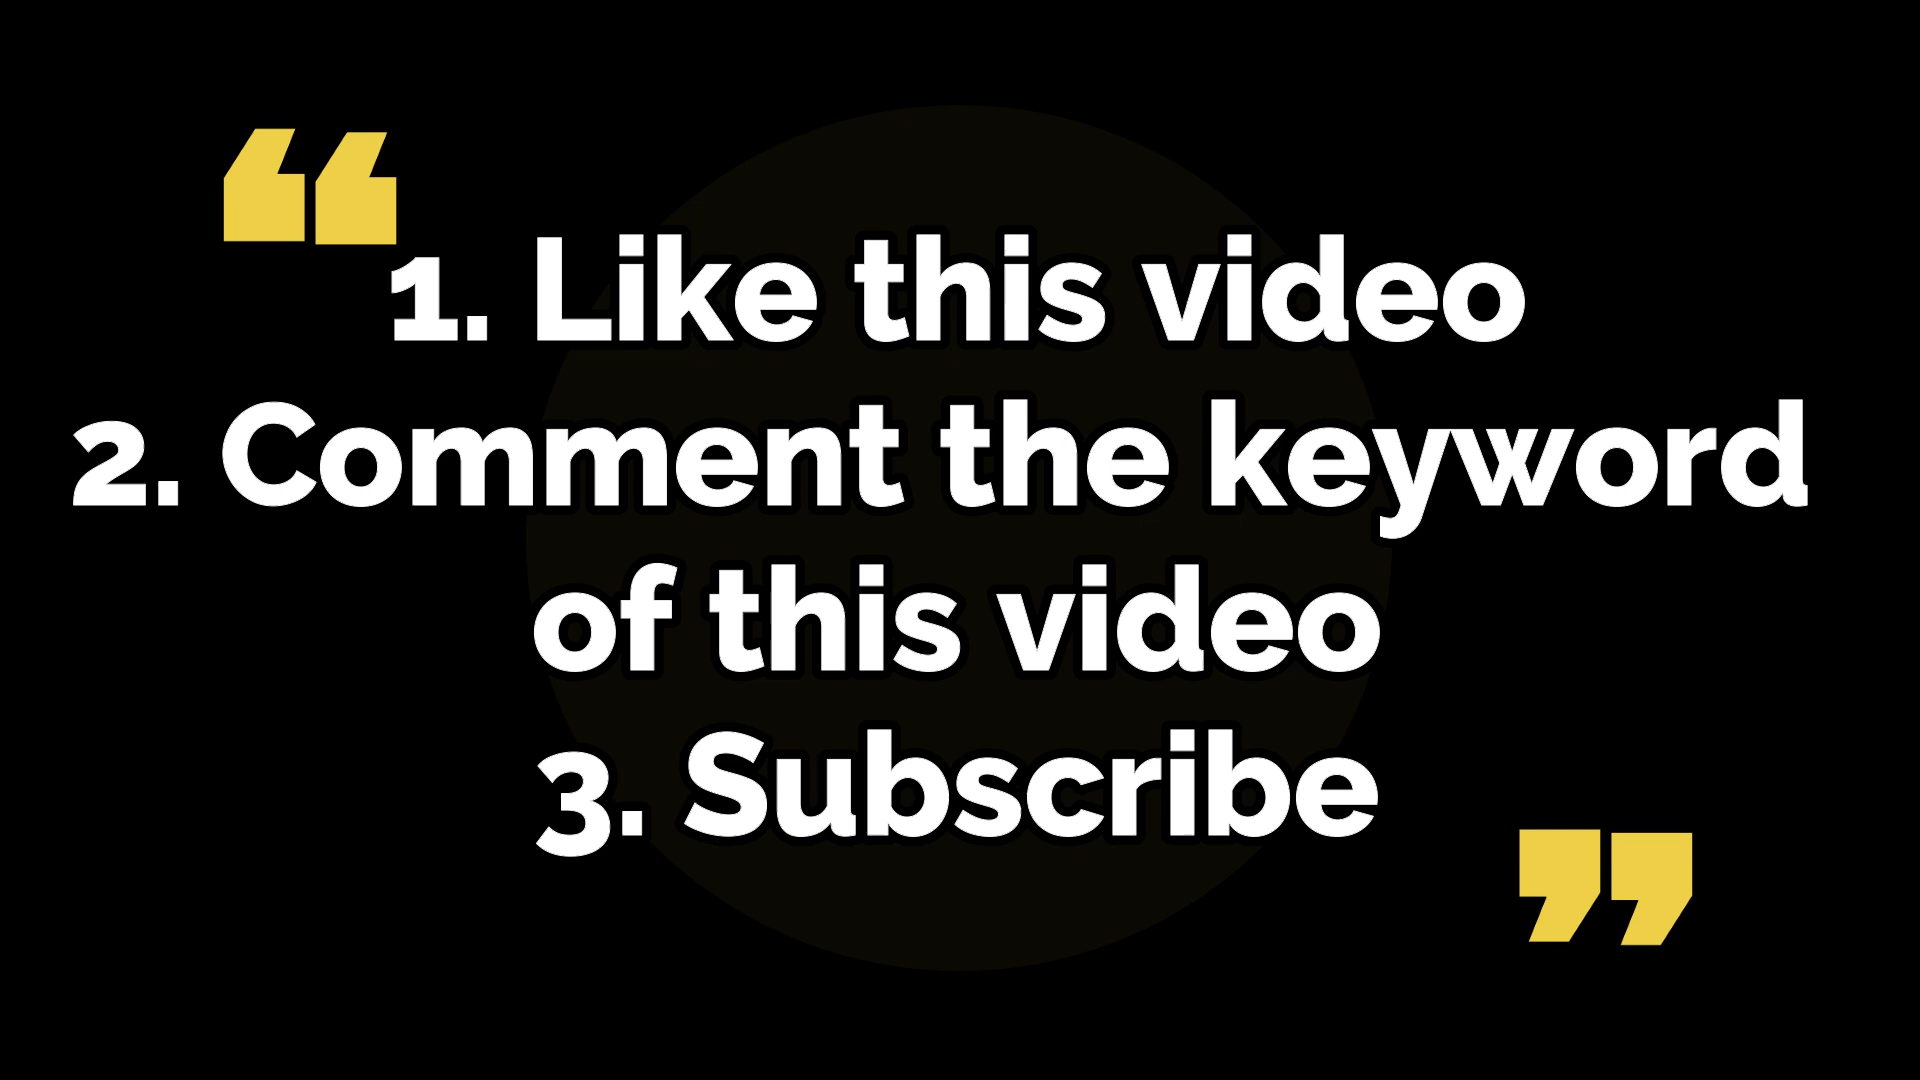 1. Like this video
2. Comment the keyword
of this video
3. Subscribe